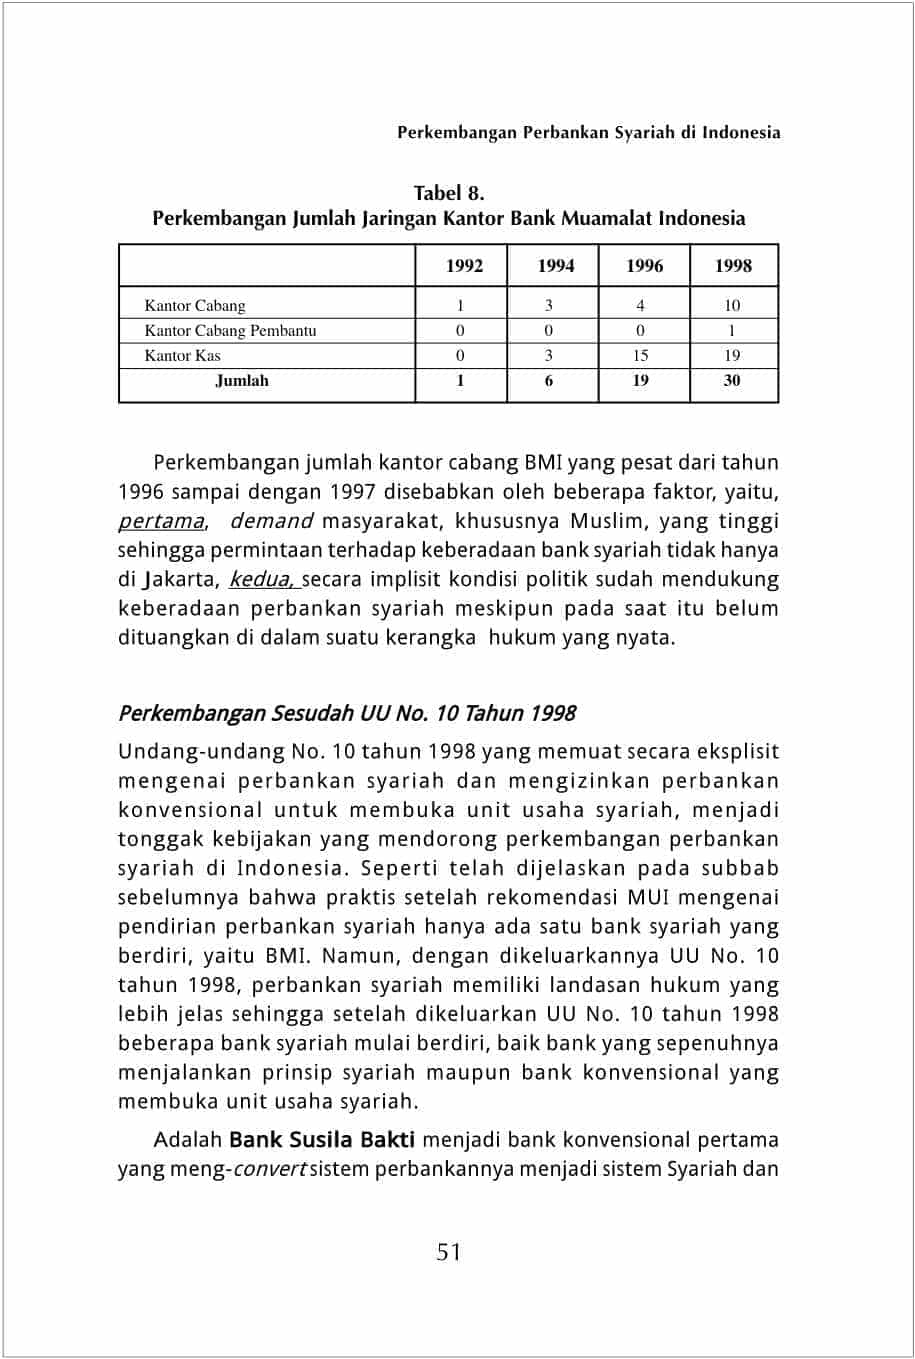 Perkembangan Perbankan Syariah di Indonesia
Tabel 8.
Perkembangan Jumlah Jaringan Kantor Bank Muamalat Indonesia
1992 1994 1996 1998
Kantor Cabang 1 3 4 10
Kantor Cabang Pembantu 0 0 0 1
Kantor Kas 0 3 15 19
Jumlah 1 6 19 30
Perkembangan jumlah kantor cabang BMI yang pesat dari tahun
1996 sampai dengan 1997 disebabkan oleh beberapa faktor, yaitu,
pertama, demand masyarakat, khususnya Muslim, yang tinggi
sehingga permintaan terhadap keberadaan bank syariah tidak hanya
di Jakarta, kedua, secara implisit kondisi politik sudah mendukung
keberadaan perbankan syariah meskipun pada saat itu belum
dituangkan di dalam suatu kerangka hukum yang nyata.
Perkembangan Sesudah UU No. 10 Tahun 1998
Undang-undang No. 10 tahun 1998 yang memuat secara eksplisit
mengenai perbankan syariah dan mengizinkan perbankan
konvensional untuk membuka unit usaha syariah, menjadi
tonggak kebijakan yang mendorong perkembangan perbankan
syariah di Indonesia. Seperti telah dijelaskan pada subbab
sebelumnya bahwa praktis setelah rekomendasi MUI mengenai
pendirian perbankan syariah hanya ada satu bank syariah yang
berdiri, yaitu BMI. Namun, dengan dikeluarkannya UU No. 10
tahun 1998, perbankan syariah memiliki landasan hukum yang
lebih jelas sehingga setelah dikeluarkan UU No. 10 tahun 1998
beberapa bank syariah mulai berdiri, baik bank yang sepenuhnya
menjalankan prinsip syariah maupun bank konvensional yang
membuka unit usaha syariah.
Adalah Bank Susila Bakti menjadi bank konvensional pertama
yang meng-convert sistem perbankannya menjadi sistem Syariah dan
51